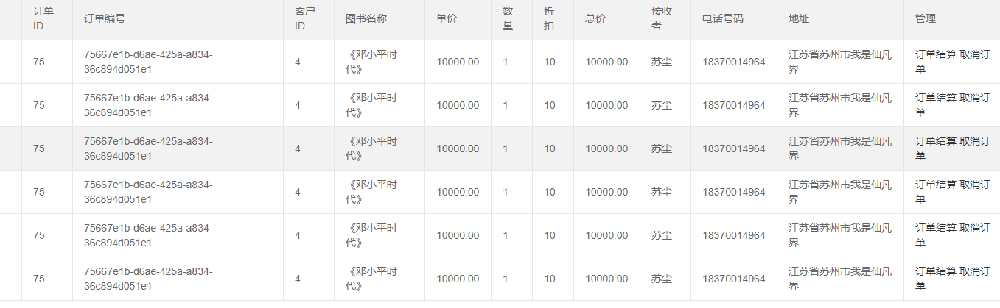 订单ID 订单编号 客户ID 图书名称 单价 数量 折扣 总价 接收者 电话号码 地址 管理
75 75667e1b-d6ae-425a-a834-36c894d051e1 4 《邓小平时代》 10000.00 1 10 10000.00 苏尘 18370014964 江苏省苏州市我是仙凡界 订单结算 取消订单
75 75667e1b-d6ae-425a-a834-36c894d051e1 4 《邓小平时代》 10000.00 1 10 10000.00 苏尘 18370014964 江苏省苏州市我是仙凡界 订单结算 取消订单
75 75667e1b-d6ae-425a-a834-36c894d051e1 4 《邓小平时代》 10000.00 1 10 10000.00 苏尘 18370014964 江苏省苏州市我是仙凡界 订单结算 取消订单
75 75667e1b-d6ae-425a-a834-36c894d051e1 4 《邓小平时代》 10000.00 1 10 10000.00 苏尘 18370014964 江苏省苏州市我是仙凡界 订单结算 取消订单
75 75667e1b-d6ae-425a-a834-36c894d051e1 4 《邓小平时代》 10000.00 1 10 10000.00 苏尘 18370014964 江苏省苏州市我是仙凡界 订单结算 取消订单
75 75667e1b-d6ae-425a-a834-36c894d051e1 4 《邓小平时代》 10000.00 1 10 10000.00 苏尘 18370014964 江苏省苏州市我是仙凡界 订单结算 取消订单